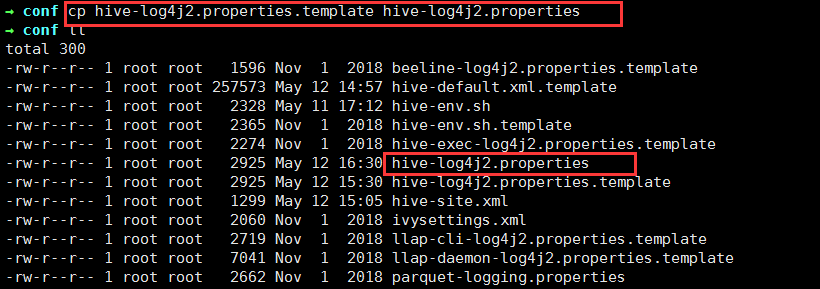 → conf cp hive-log4j2.properties.template hive-log4j2.properties
→ conf ll
total 300
-rw-r--r-- 1 root root   1596 Nov  1  2018 beeline-log4j2.properties.template
-rw-r--r-- 1 root root 257573 May 12 14:57 hive-default.xml.template
-rw-r--r-- 1 root root   2328 May 11 17:12 hive-env.sh
-rw-r--r-- 1 root root   2365 Nov  1  2018 hive-env.sh.template
-rw-r--r-- 1 root root   2274 Nov  1  2018 hive-exec-log4j2.properties.template
-rw-r--r-- 1 root root   2925 May 12 16:30 hive-log4j2.properties
-rw-r--r-- 1 root root   2925 May 12 15:30 hive-log4j2.properties.template
-rw-r--r-- 1 root root   1299 May 12 15:05 hive-site.xml
-rw-r--r-- 1 root root   2060 Nov  1  2018 ivysettings.xml
-rw-r--r-- 1 root root   2719 Nov  1  2018 llap-cli-log4j2.properties.template
-rw-r--r-- 1 root root   7041 Nov  1  2018 llap-daemon-log4j2.properties.template
-rw-r--r-- 1 root root   2662 Nov  1  2018 parquet-logging.properties